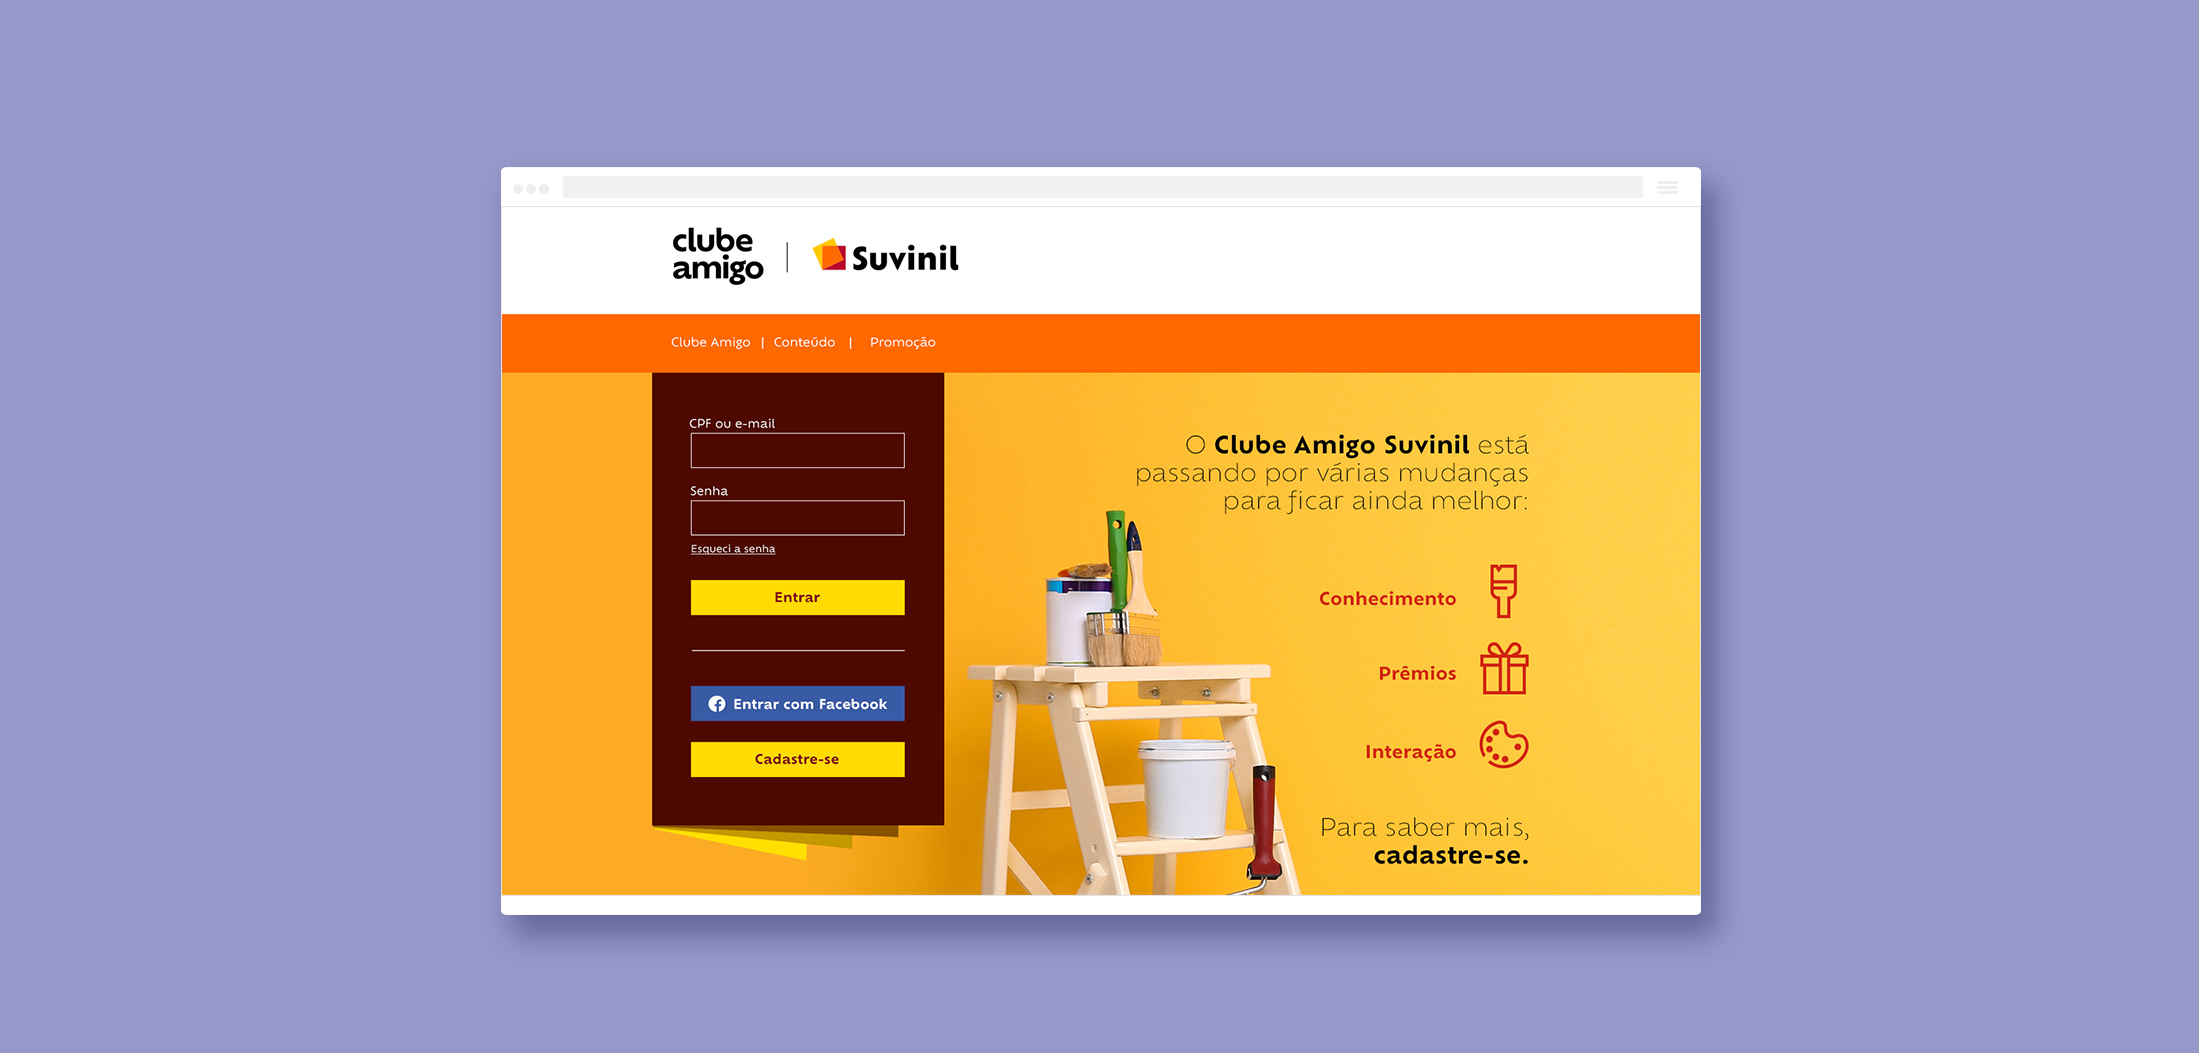 clube
amigo
Suvinil
Clube Amigo | Conteúdo | Promoção
CPF ou e-mail
Senha
Esqueci a senha
Entrar
Entrar com Facebook
Cadastre-se
O Clube Amigo Suvinil está
passando por várias mudanças
para ficar ainda melhor:
Conhecimento
Prêmios
Interação
Para saber mais,
cadastre-se.